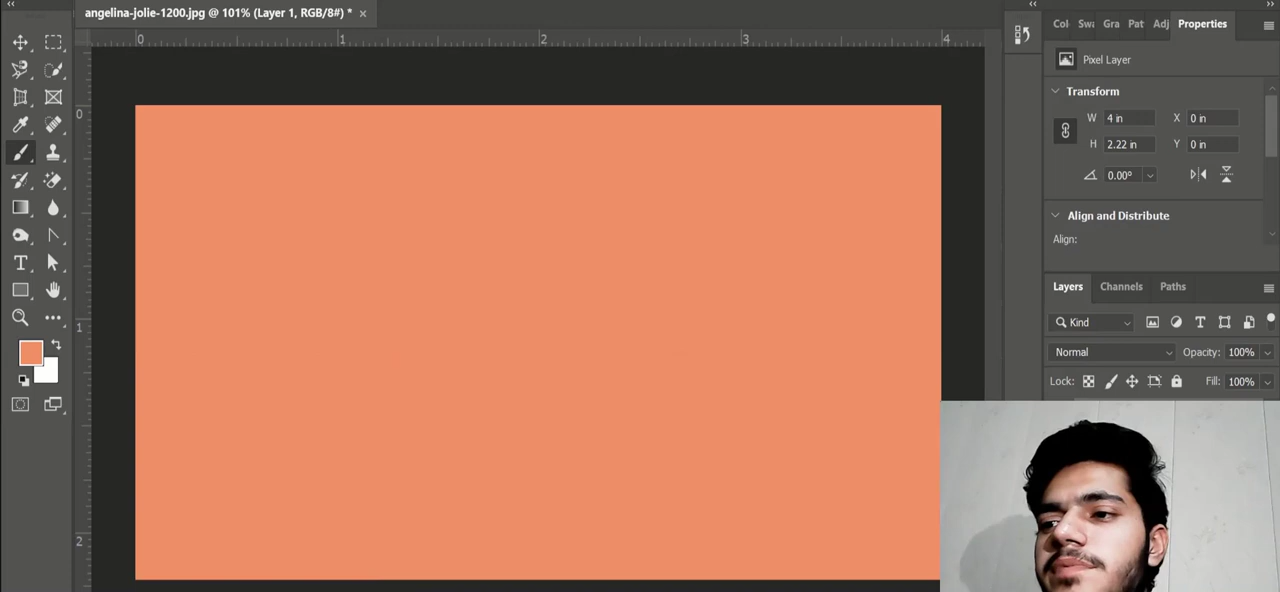 angelina-jolie-1200.jpg @ 101% (Layer 1, RGB/8#) * ×
0 1 2 3 4
0
1
2
Col Swa Gra Pat Adj Properties
Pixel Layer
Transform
W 4 in X 0 in
H 2.22 in Y 0 in
0.00°
Align and Distribute
Align:
Layers Channels Paths
Kind
Normal Opacity: 100%
Lock: Fill: 100%